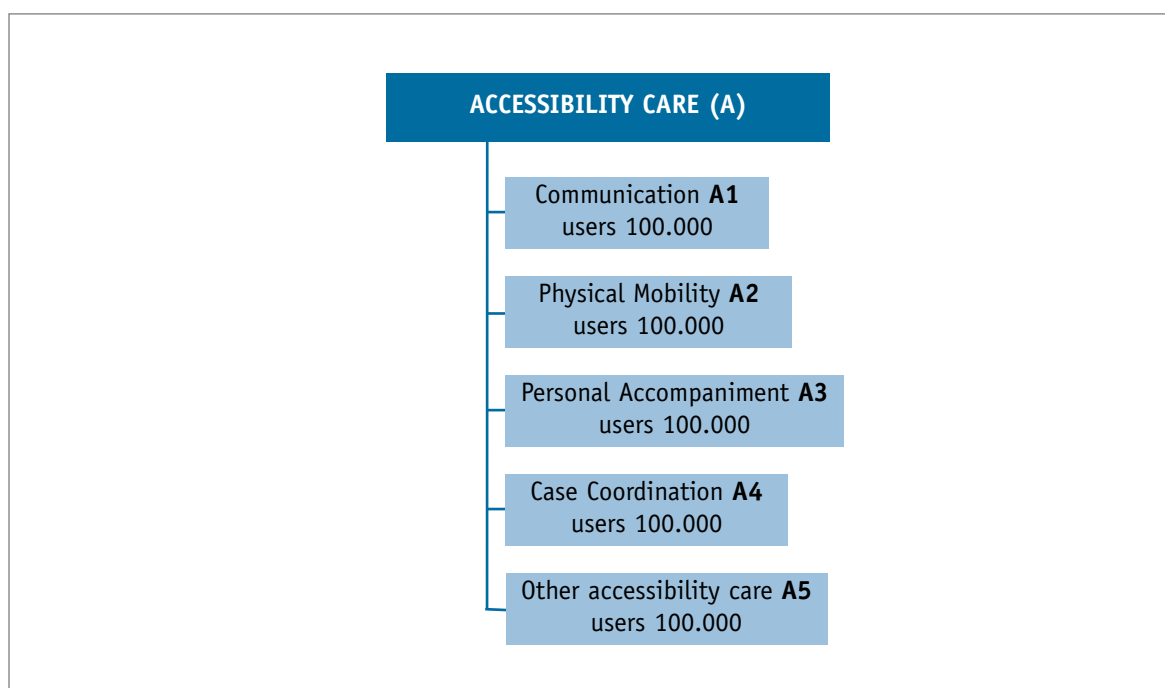 ACCESSIBILITY CARE (A)
Communication A1
users 100.000
Physical Mobility A2
users 100.000
Personal Accompaniment A3
users 100.000
Case Coordination A4
users 100.000
Other accessibility care A5
users 100.000